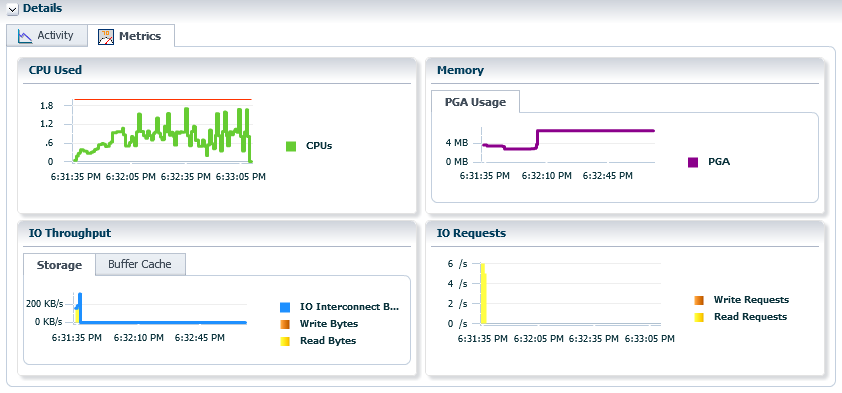 Details
Activity
Metrics
CPU Used
1.8
1.2
.6
0
6:31:35 PM 6:32:05 PM 6:32:35 PM 6:33:05 PM
CPUs
Memory
PGA Usage
4 MB
0 MB
6:31:35 PM 6:32:10 PM 6:32:45 PM
PGA
IO Throughput
Storage
Buffer Cache
200 KB/s
0 KB/s
6:31:35 PM 6:32:10 PM 6:32:45 PM
IO Interconnect B...
Write Bytes
Read Bytes
IO Requests
6 /s
4 /s
2 /s
0 /s
6:31:35 PM 6:32:05 PM 6:32:35 PM 6:33:05 PM
Write Requests
Read Requests